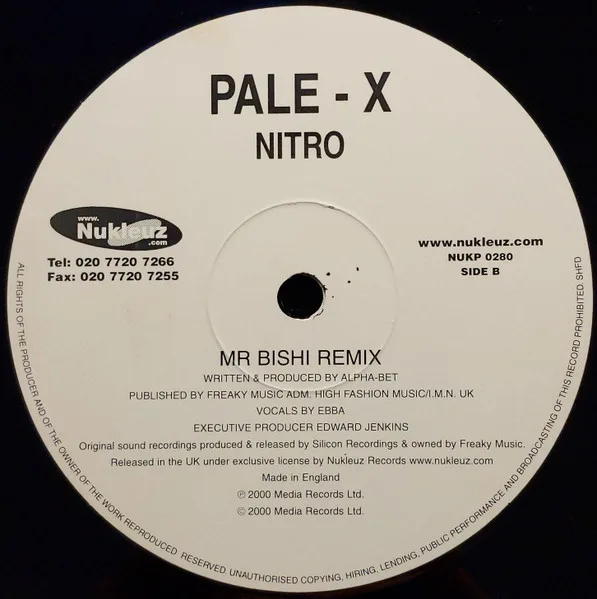 PALE - X
NITRO
www.
Nukleuz
.com
Tel: 020 7720 7266
Fax: 020 7720 7255
www.nukleuz.com
NUKP 0280
SIDE B
MR BISHI REMIX
WRITTEN & PRODUCED BY ALPHA-BET
PUBLISHED BY FREAKY MUSIC ADM. HIGH FASHION MUSIC/I.M.N. UK
VOCALS BY EBBA
EXECUTIVE PRODUCER EDWARD JENKINS
Original sound recordings produced & released by Silicon Recordings & owned by Freaky Music.
Released in the UK under exclusive license by Nukleuz Records www.nukleuz.com
Made in England
℗ 2000 Media Records Ltd.
© 2000 Media Records Ltd.
ALL RIGHTS OF THE PRODUCER AND OF THE OWNER OF THE WORK REPRODUCED RESERVED. UNAUTHORISED COPYING, HIRING, LENDING, PUBLIC PERFORMANCE AND BROADCASTING OF THIS RECORD PROHIBITED. SHFD